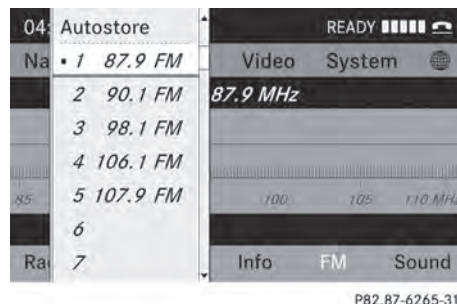 04: Autostore READY
Na • 1 87.9 FM Video System
2 90.1 FM 87.9 MHz
3 98.1 FM
4 106.1 FM
85 5 107.9 FM 100 105 110 MHz
6
Ra 7 Info FM Sound
P82.87-6265-31